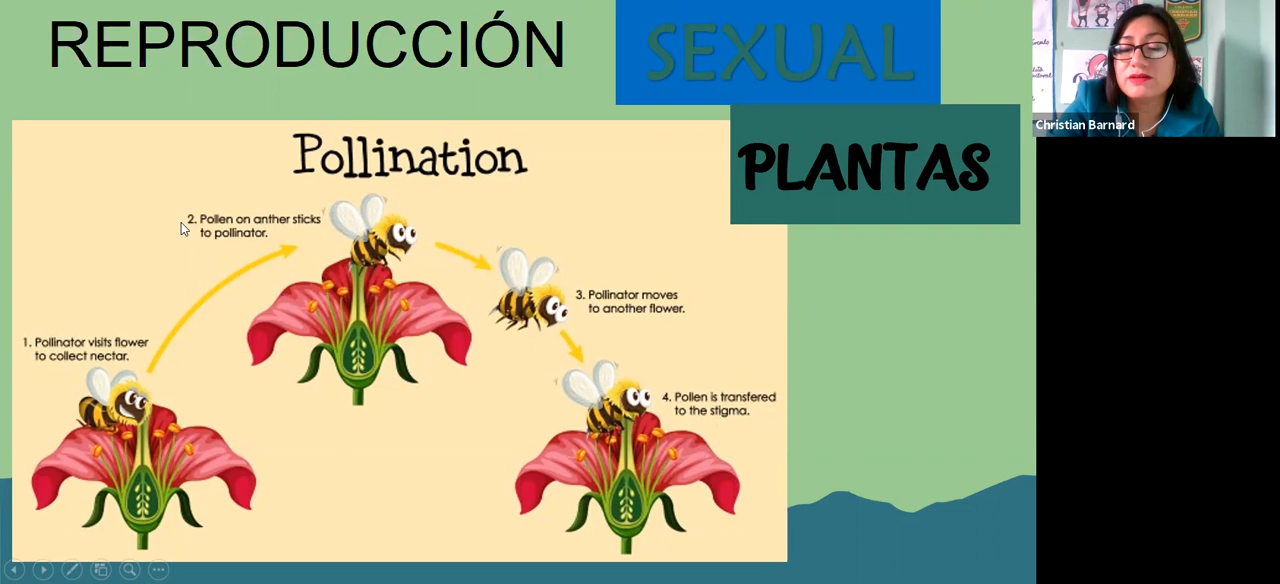 REPRODUCCIÓN
SEXUAL
PLANTAS
Pollination
2. Pollen on anther sticks
to pollinator.
3. Pollinator moves
to another flower.
1. Pollinator visits flower
to collect nectar.
4. Pollen is transfered
to the stigma.
Christian Barnard